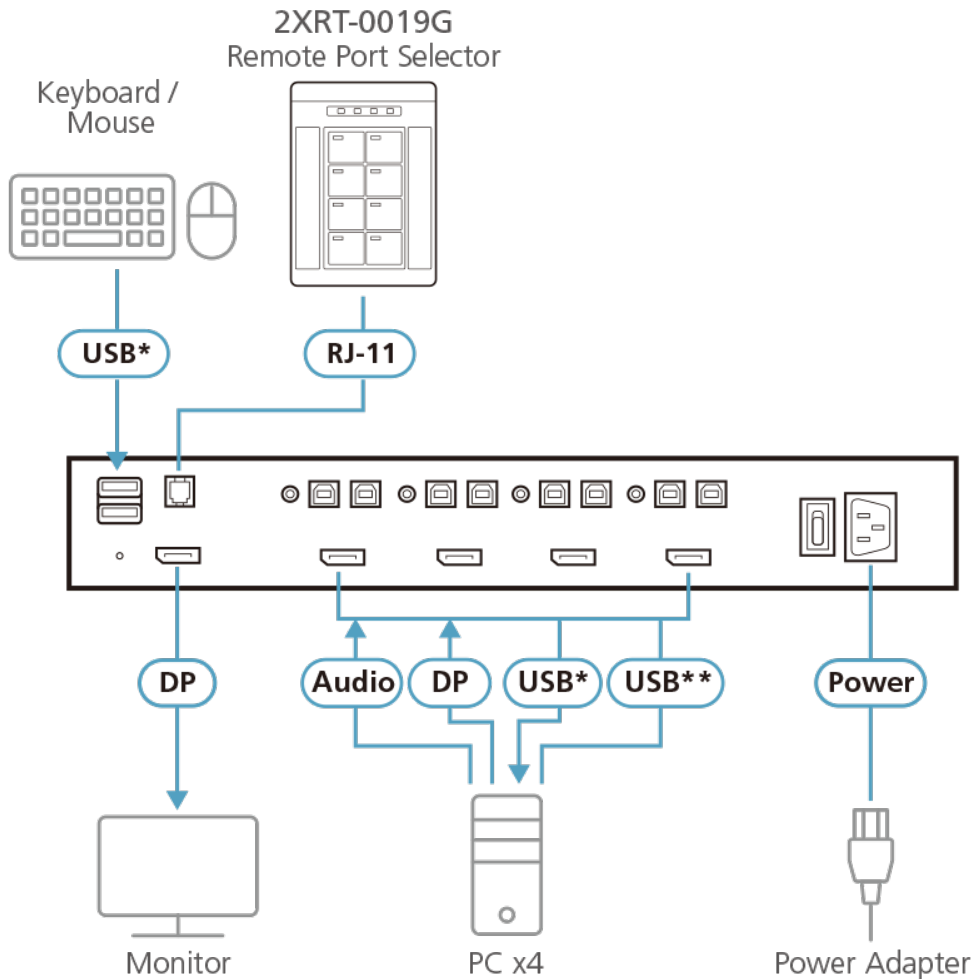 2XRT-0019G
Remote Port Selector
Keyboard /
Mouse
USB*
RJ-11
DP
Audio
DP
USB*
USB**
Power
Monitor
PC x4
Power Adapter